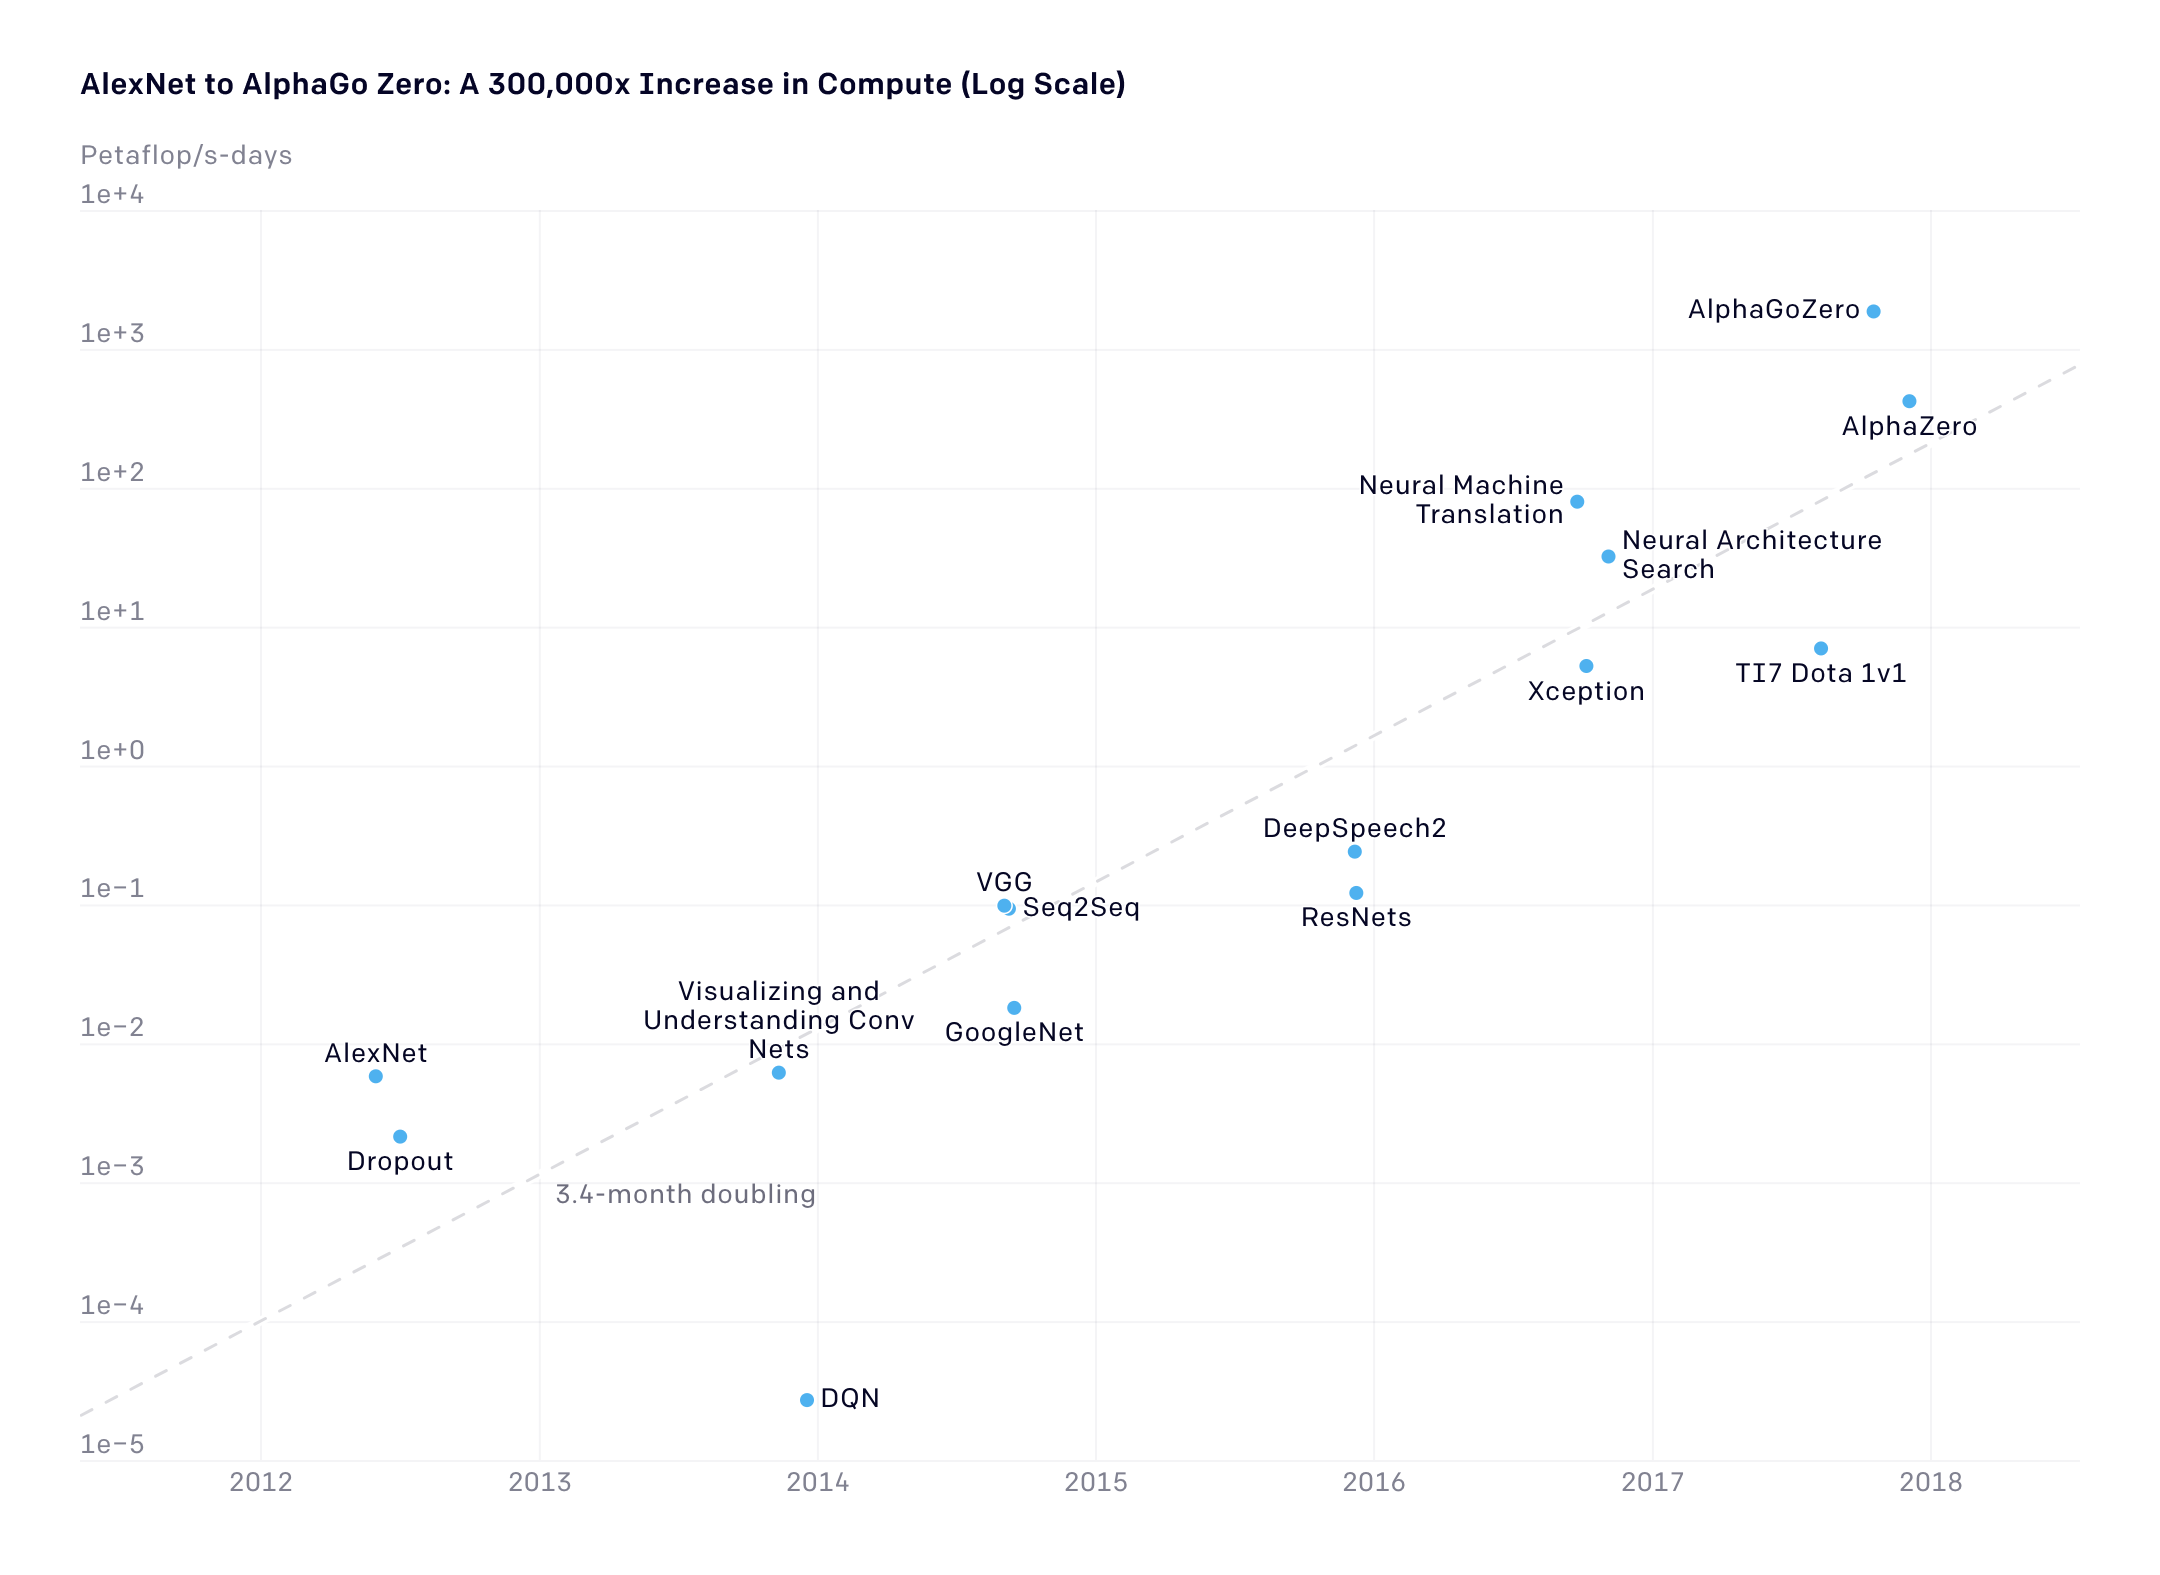 AlexNet to AlphaGo Zero: A 300,000x Increase in Compute (Log Scale)
Petaflop/s-days
1e+4
AlphaGoZero
1e+3
AlphaZero
1e+2
Neural Machine
Translation
Neural Architecture
Search
1e+1
TI7 Dota 1v1
Xception
1e+0
DeepSpeech2
1e-1
VGG
Seq2Seq
ResNets
Visualizing and
Understanding Conv
Nets
GoogleNet
1e-2
AlexNet
Dropout
1e-3
3.4-month doubling
1e-4
DQN
1e-5
2012 2013 2014 2015 2016 2017 2018